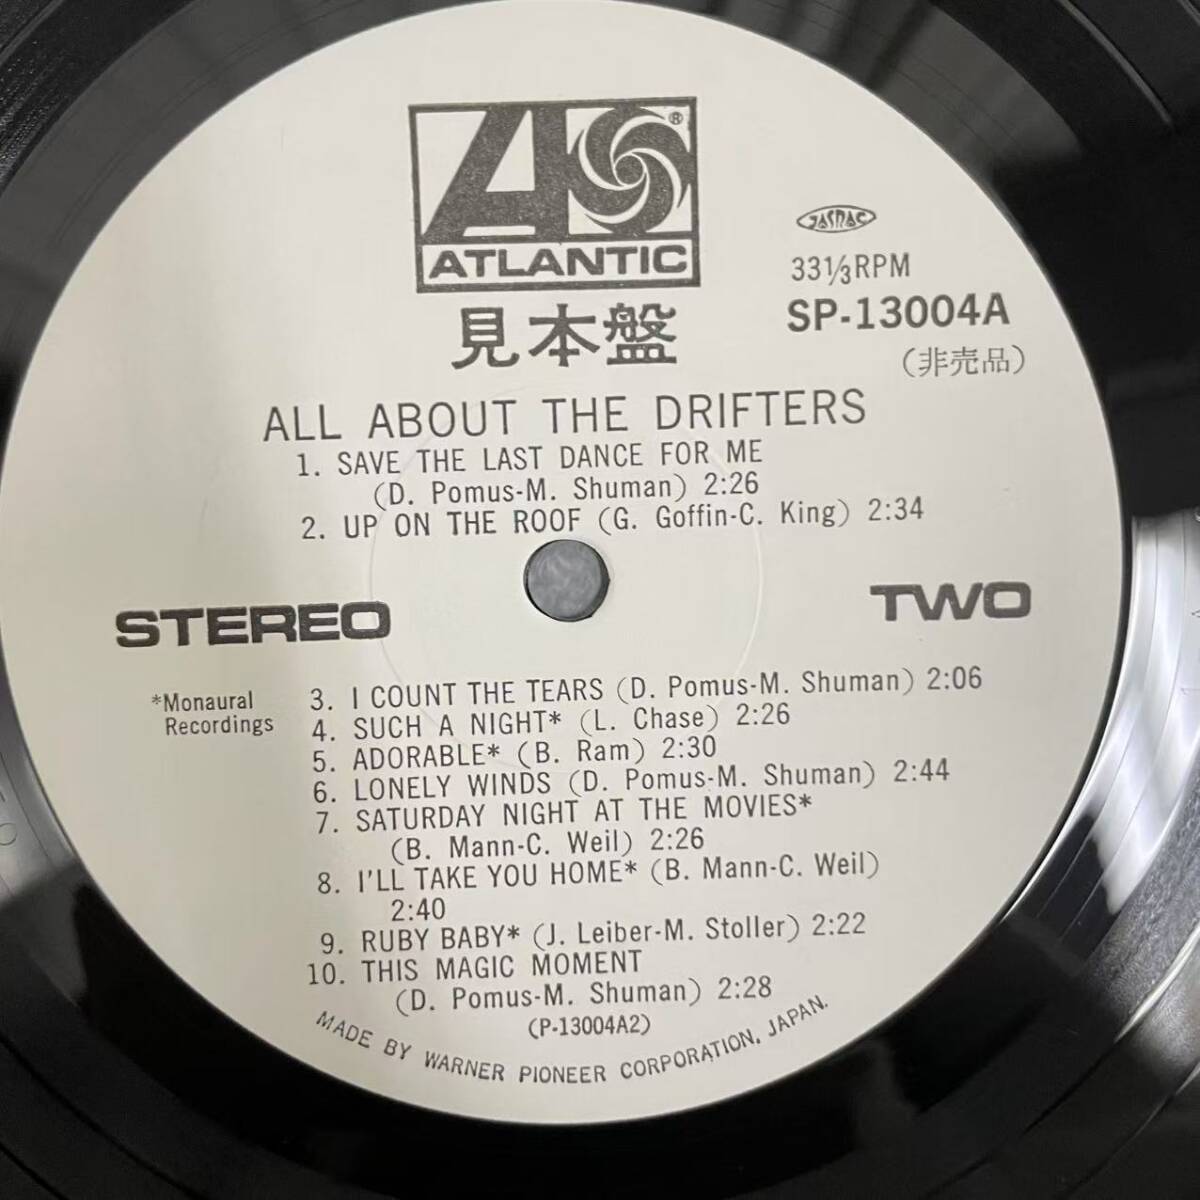 ATLANTIC
®
JASRAC
33⅓RPM
SP-13004A
見本盤
(非売品)
ALL ABOUT THE DRIFTERS
1. SAVE THE LAST DANCE FOR ME
(D. Pomus-M. Shuman) 2:26
2. UP ON THE ROOF (G. Goffin-C. King) 2:34
STEREO
TWO
*Monaural
Recordings
3. I COUNT THE TEARS (D. Pomus-M. Shuman) 2:06
4. SUCH A NIGHT* (L. Chase) 2:26
5. ADORABLE* (B. Ram) 2:30
6. LONELY WINDS (D. Pomus-M. Shuman) 2:44
7. SATURDAY NIGHT AT THE MOVIES*
(B. Mann-C. Weil) 2:26
8. I'LL TAKE YOU HOME* (B. Mann-C. Weil)
2:40
9. RUBY BABY* (J. Leiber-M. Stoller) 2:22
10. THIS MAGIC MOMENT
(D. Pomus-M. Shuman) 2:28
(P-13004A2)
MADE BY WARNER PIONEER CORPORATION, JAPAN.